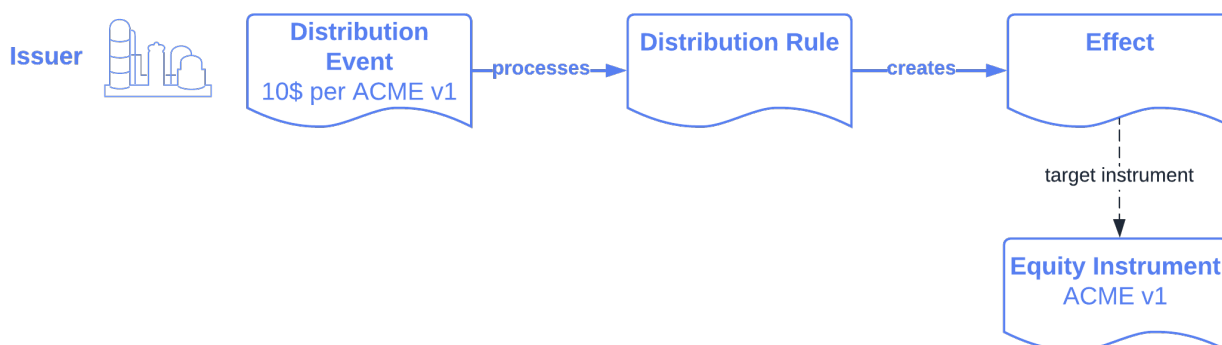 Issuer
Distribution
Event
10$ per ACME v1
processes
Distribution Rule
creates
Effect
target instrument
Equity Instrument
ACME v1